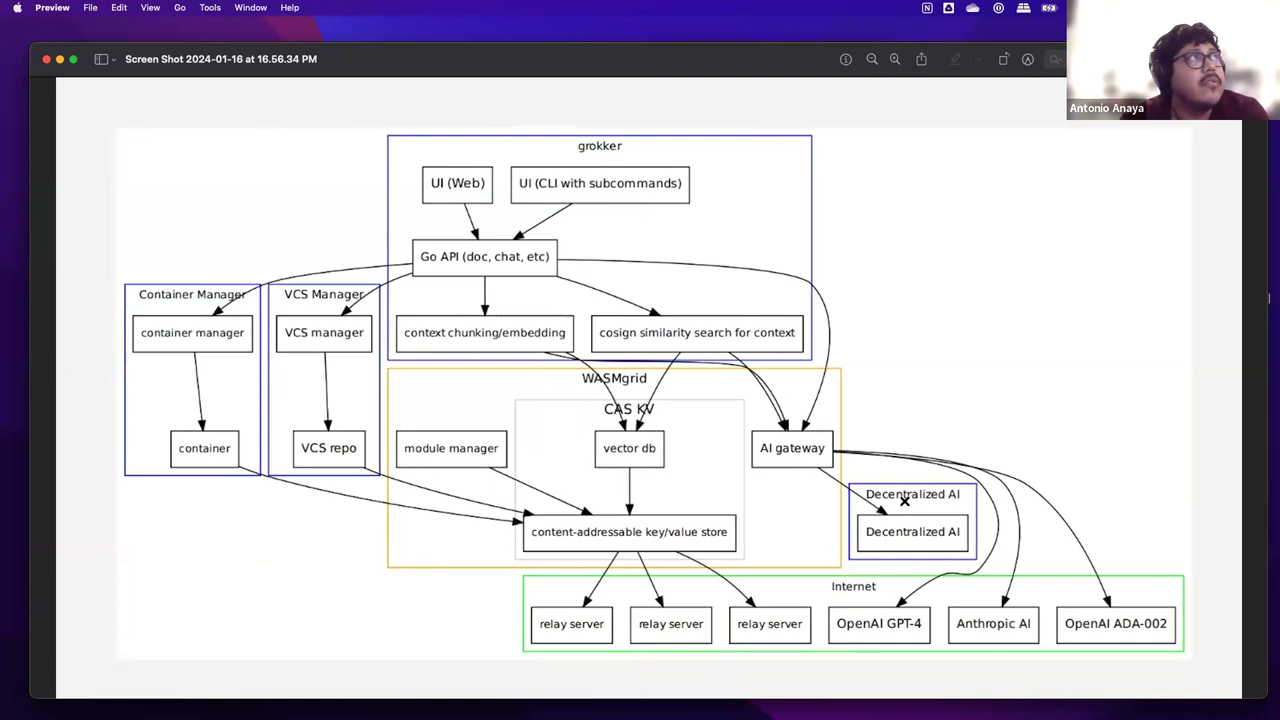 Preview File Edit View Go Tools Window Help
Screen Shot 2024-01-16 at 16.56.34 PM
Antonio Anaya
grokker
UI (Web)
UI (CLI with subcommands)
Go API (doc, chat, etc)
Container Manager
VCS Manager
container manager
VCS manager
context chunking/embedding
cosign similarity search for context
WASMgrid
CAS KV
container
VCS repo
module manager
vector db
AI gateway
Decentralized AI
content-addressable key/value store
Decentralized AI
Internet
relay server
relay server
relay server
OpenAI GPT-4
Anthropic AI
OpenAI ADA-002